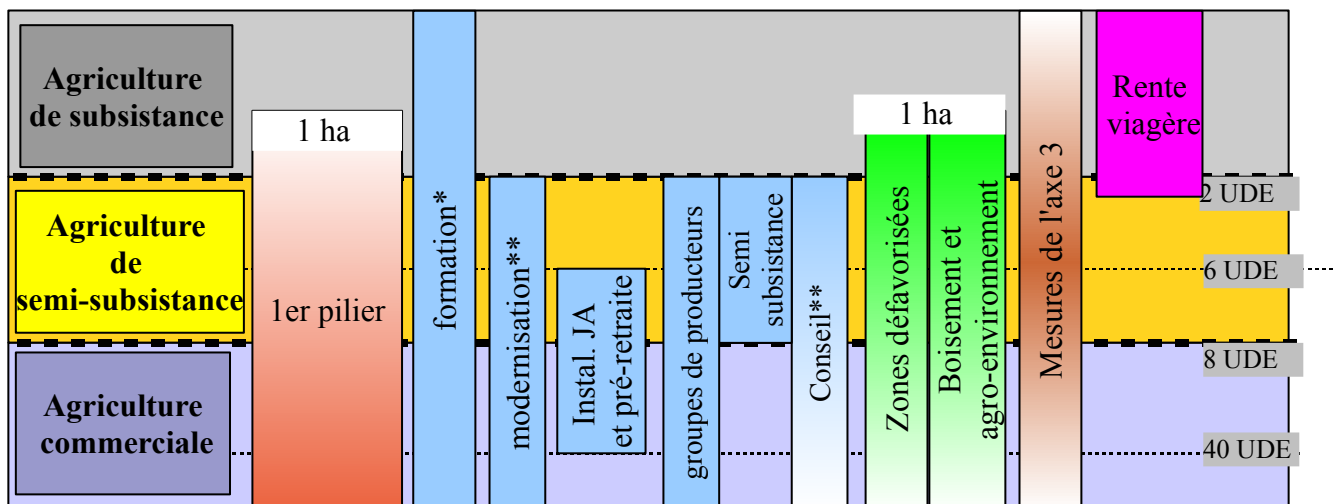 Agriculture
de subsistance
Agriculture
de
semi-subsistance
Agriculture
commerciale
1 ha
1er pilier
formation*
modernisation**
Instal. JA
et pré-retraite
groupes de producteurs
Semi
subsistance
Conseil**
1 ha
Zones défavorisées
Boisement et
agro-environnement
Mesures de l'axe 3
Rente
viagère
2 UDE
6 UDE
8 UDE
40 UDE